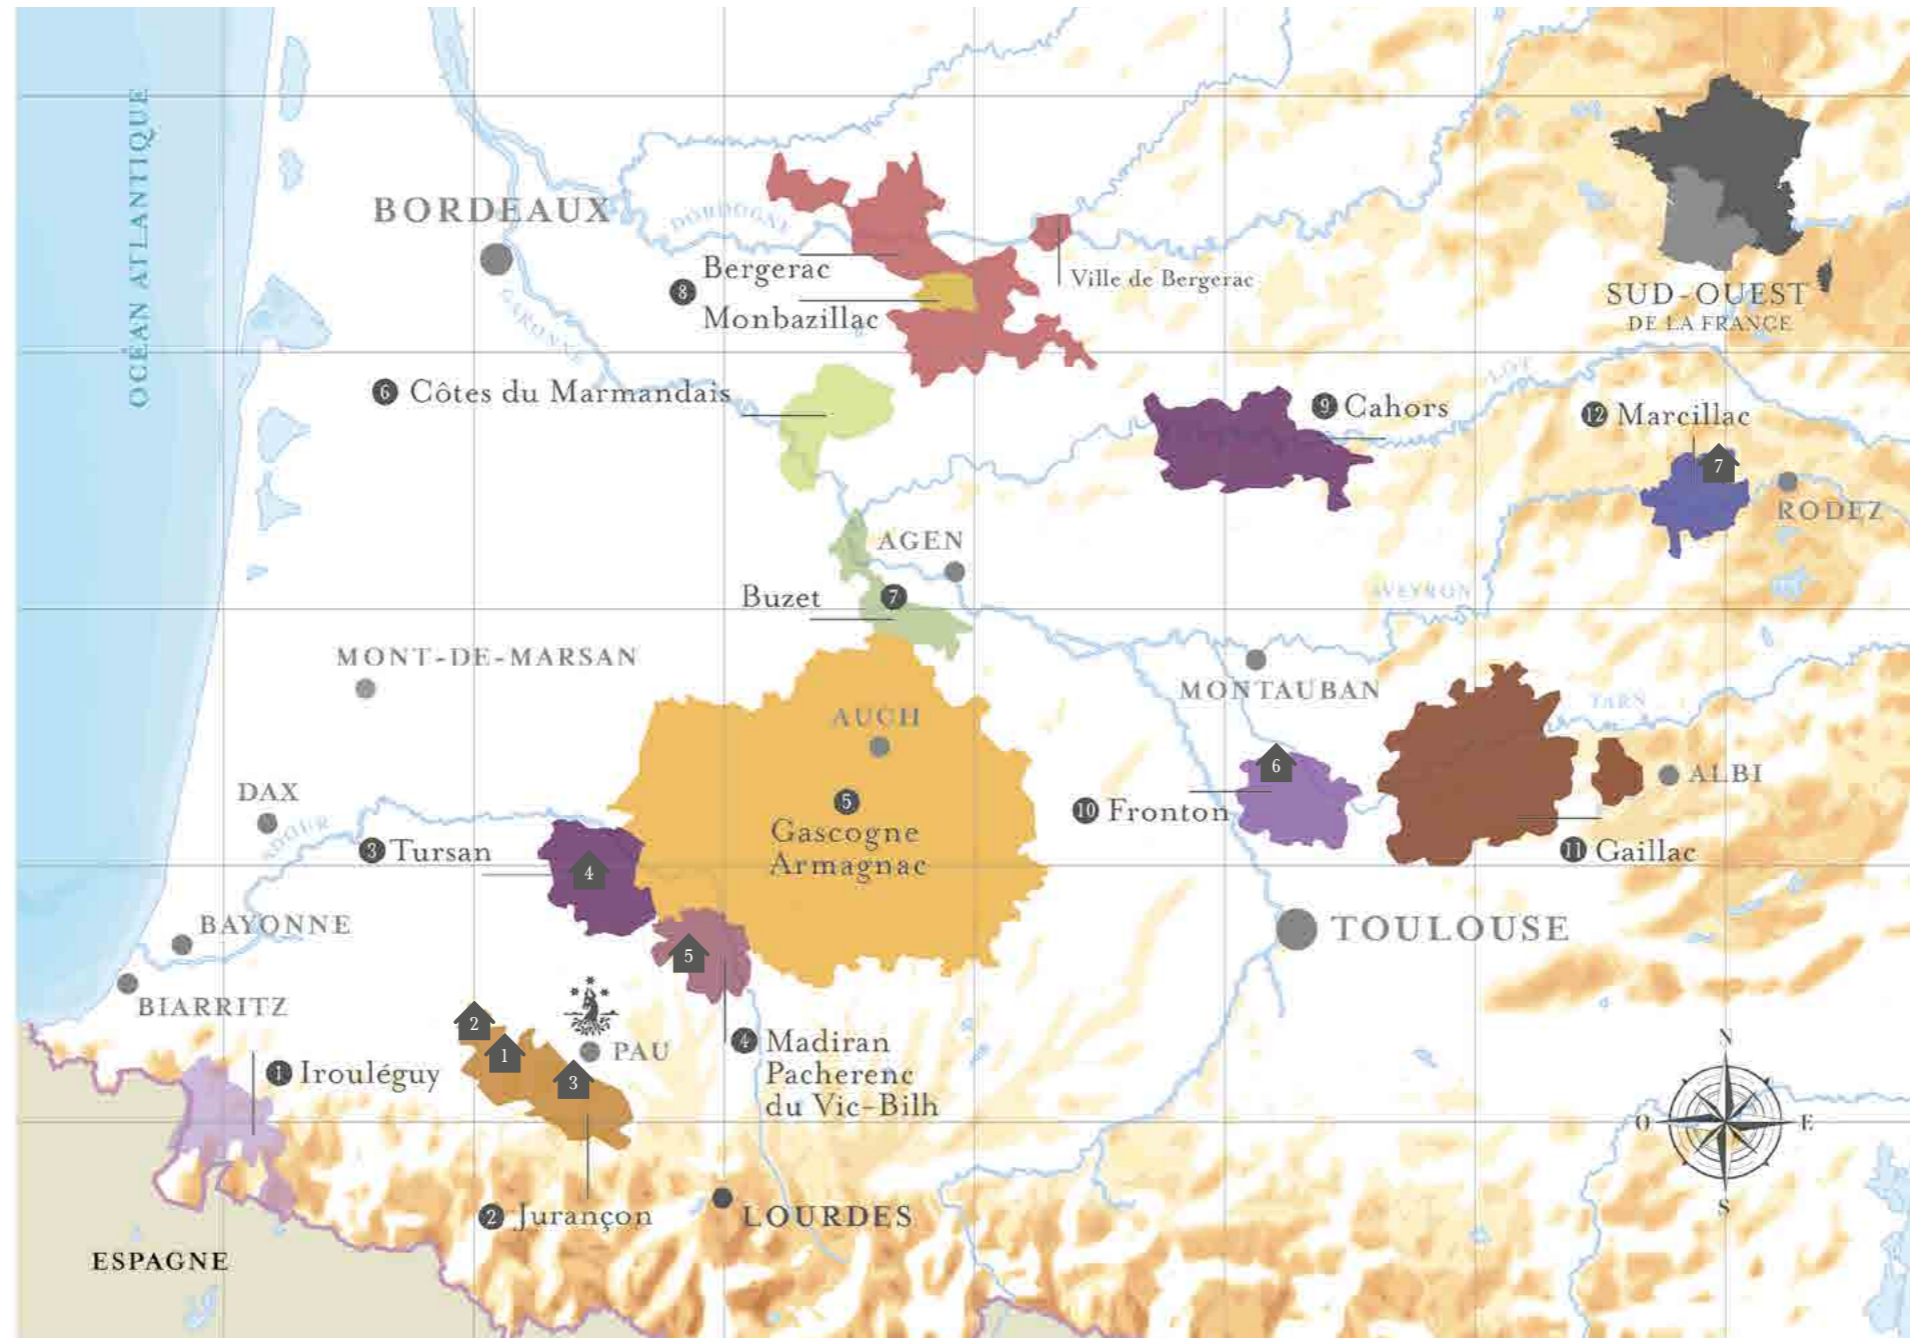 OCÉAN ATLANTIQUE
BORDEAUX
DORDOGNE
GARONNE
8
Bergerac
Monbazillac
Ville de Bergerac
SUD-OUEST
DE LA FRANCE
6 Côtes du Marmandais
LOT
9 Cahors
12 Marcillac
7
RODEZ
AGEN
Buzet
7
AVEYRON
MONT-DE-MARSAN
MONTAUBAN
TARN
AUCH
6
ALBI
DAX
ADOUR
5
Gascogne
Armagnac
10 Fronton
3 Tursan
4
11 Gaillac
BAYONNE
TOULOUSE
5
BIARRITZ
2
1
3
PAU
4 Madiran
Pacherenc
du Vic-Bilh
1 Irouléguy
N
O
E
S
2 Jurançon
LOURDES
ESPAGNE